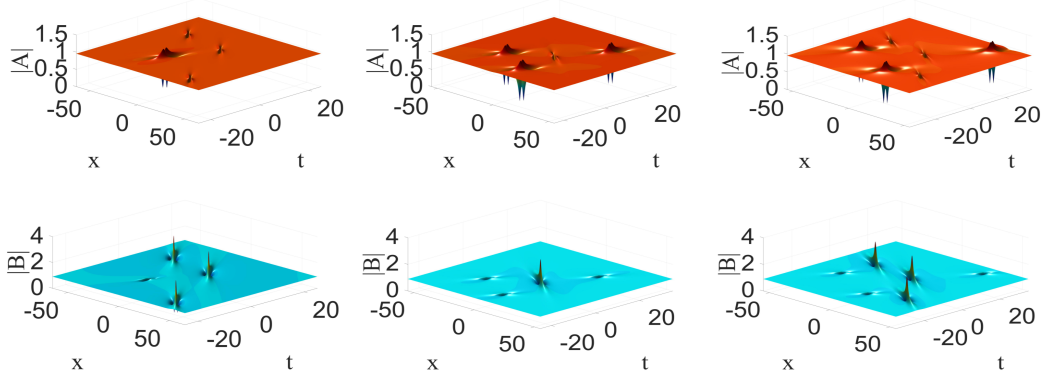 1.5 1.5 1.5
|A| 1 |A| 1 |A| 1
0.5 0.5 0.5
0 0 0
-50 20 -50 20 -50 20
0 0 0 0 0 0
50 -20 50 -20 50 -20
x t x t x t
4 4 4
|B| 2 |B| 2 |B| 2
0 0 0
-50 20 -50 20 -50 20
0 0 0 0 0 0
50 -20 50 -20 50 -20
x t x t x t